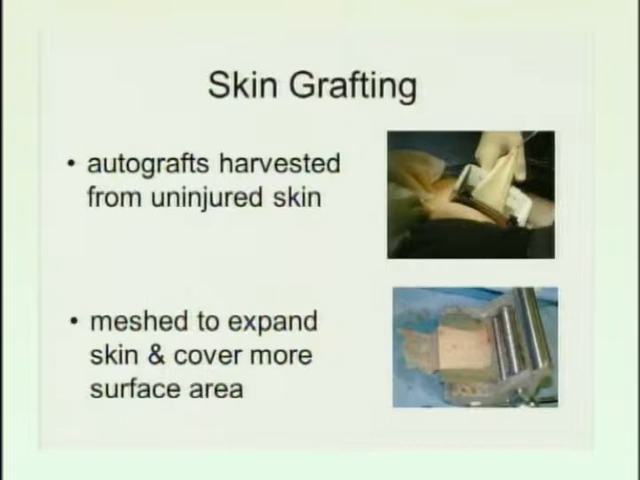 Skin Grafting
• autografts harvested
from uninjured skin
• meshed to expand
skin & cover more
surface area